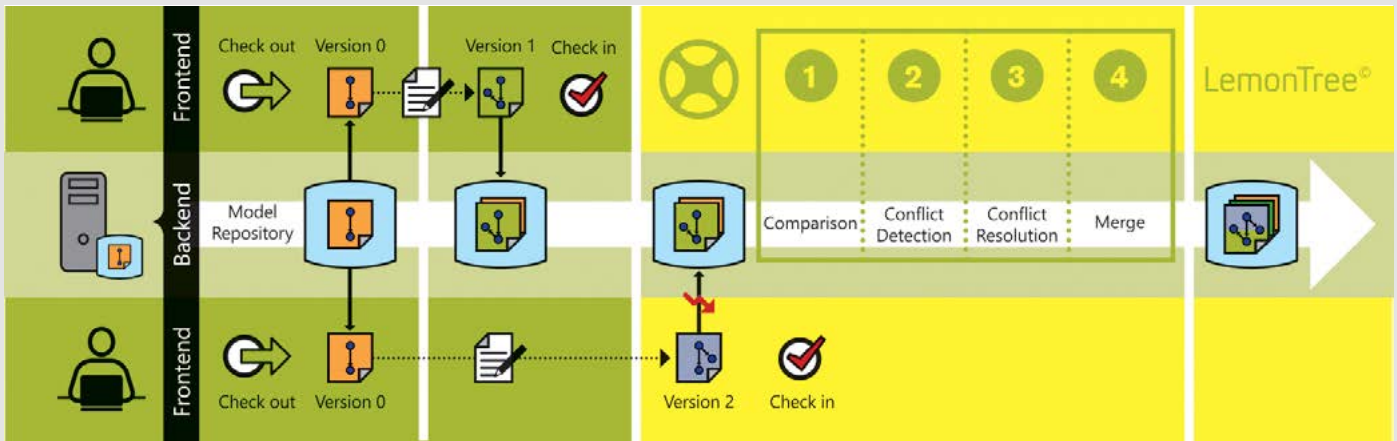 Frontend
Check out
Version 0
Version 1
Check in
1
2
3
4
LemonTree©
Backend
Model
Repository
Comparison
Conflict
Detection
Conflict
Resolution
Merge
Frontend
Check out
Version 0
Version 2
Check in